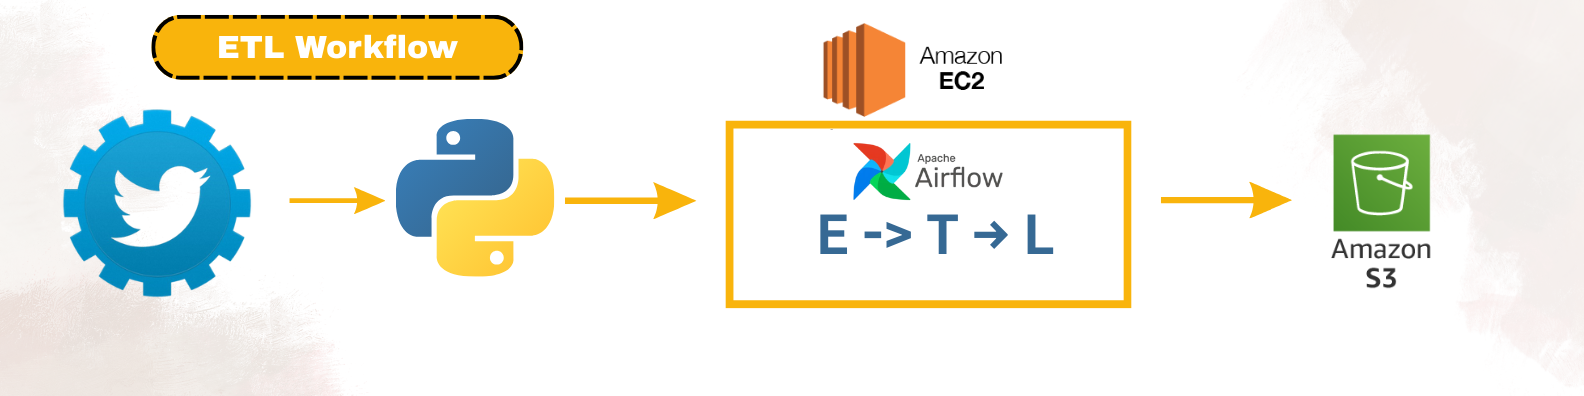 ETL Workflow
Amazon
EC2
Apache
Airflow
E -> T → L
Amazon
S3